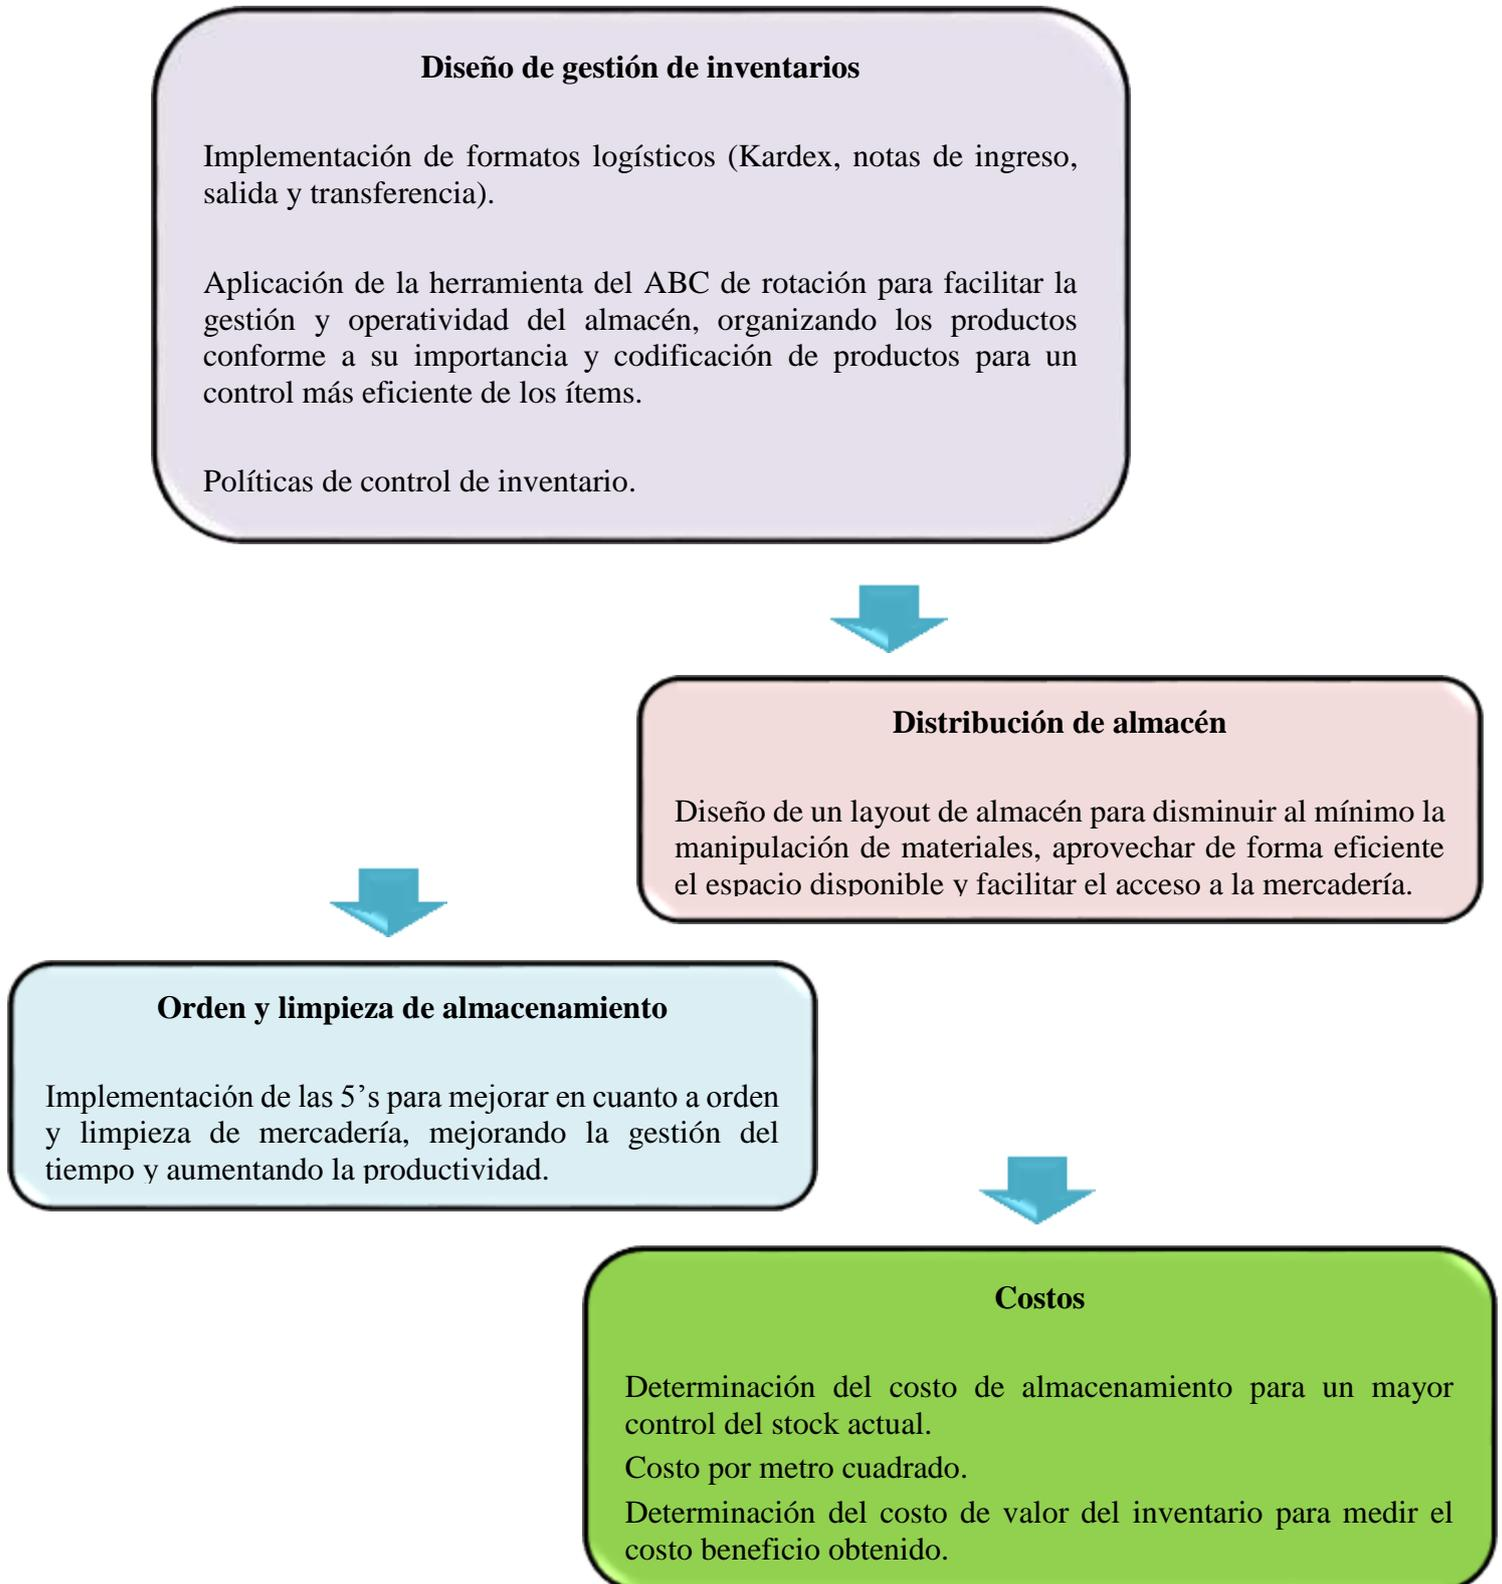 Diseño de gestión de inventarios
Implementación de formatos logísticos (Kardex, notas de ingreso,
salida y transferencia).
Aplicación de la herramienta del ABC de rotación para facilitar la
gestión y operatividad del almacén, organizando los productos
conforme a su importancia y codificación de productos para un
control más eficiente de los ítems.
Políticas de control de inventario.
Distribución de almacén
Diseño de un layout de almacén para disminuir al mínimo la
manipulación de materiales, aprovechar de forma eficiente
el espacio disponible y facilitar el acceso a la mercadería.
Orden y limpieza de almacenamiento
Implementación de las 5’s para mejorar en cuanto a orden
y limpieza de mercadería, mejorando la gestión del
tiempo y aumentando la productividad.
Costos
Determinación del costo de almacenamiento para un mayor
control del stock actual.
Costo por metro cuadrado.
Determinación del costo de valor del inventario para medir el
costo beneficio obtenido.